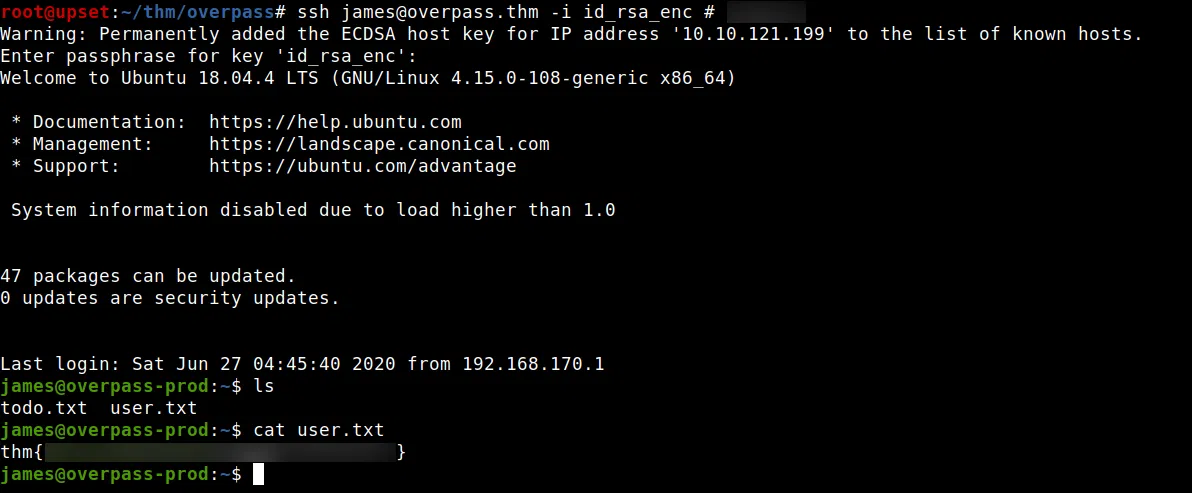 root@upset:~/thm/overpass# ssh james@overpass.thm -i id_rsa_enc #
Warning: Permanently added the ECDSA host key for IP address '10.10.121.199' to the list of known hosts.
Enter passphrase for key 'id_rsa_enc':
Welcome to Ubuntu 18.04.4 LTS (GNU/Linux 4.15.0-108-generic x86_64)
* Documentation:  https://help.ubuntu.com
* Management:     https://landscape.canonical.com
* Support:        https://ubuntu.com/advantage
System information disabled due to load higher than 1.0
47 packages can be updated.
0 updates are security updates.
Last login: Sat Jun 27 04:45:40 2020 from 192.168.170.1
james@overpass-prod:~$ ls
todo.txt  user.txt
james@overpass-prod:~$ cat user.txt
thm{ }
james@overpass-prod:~$